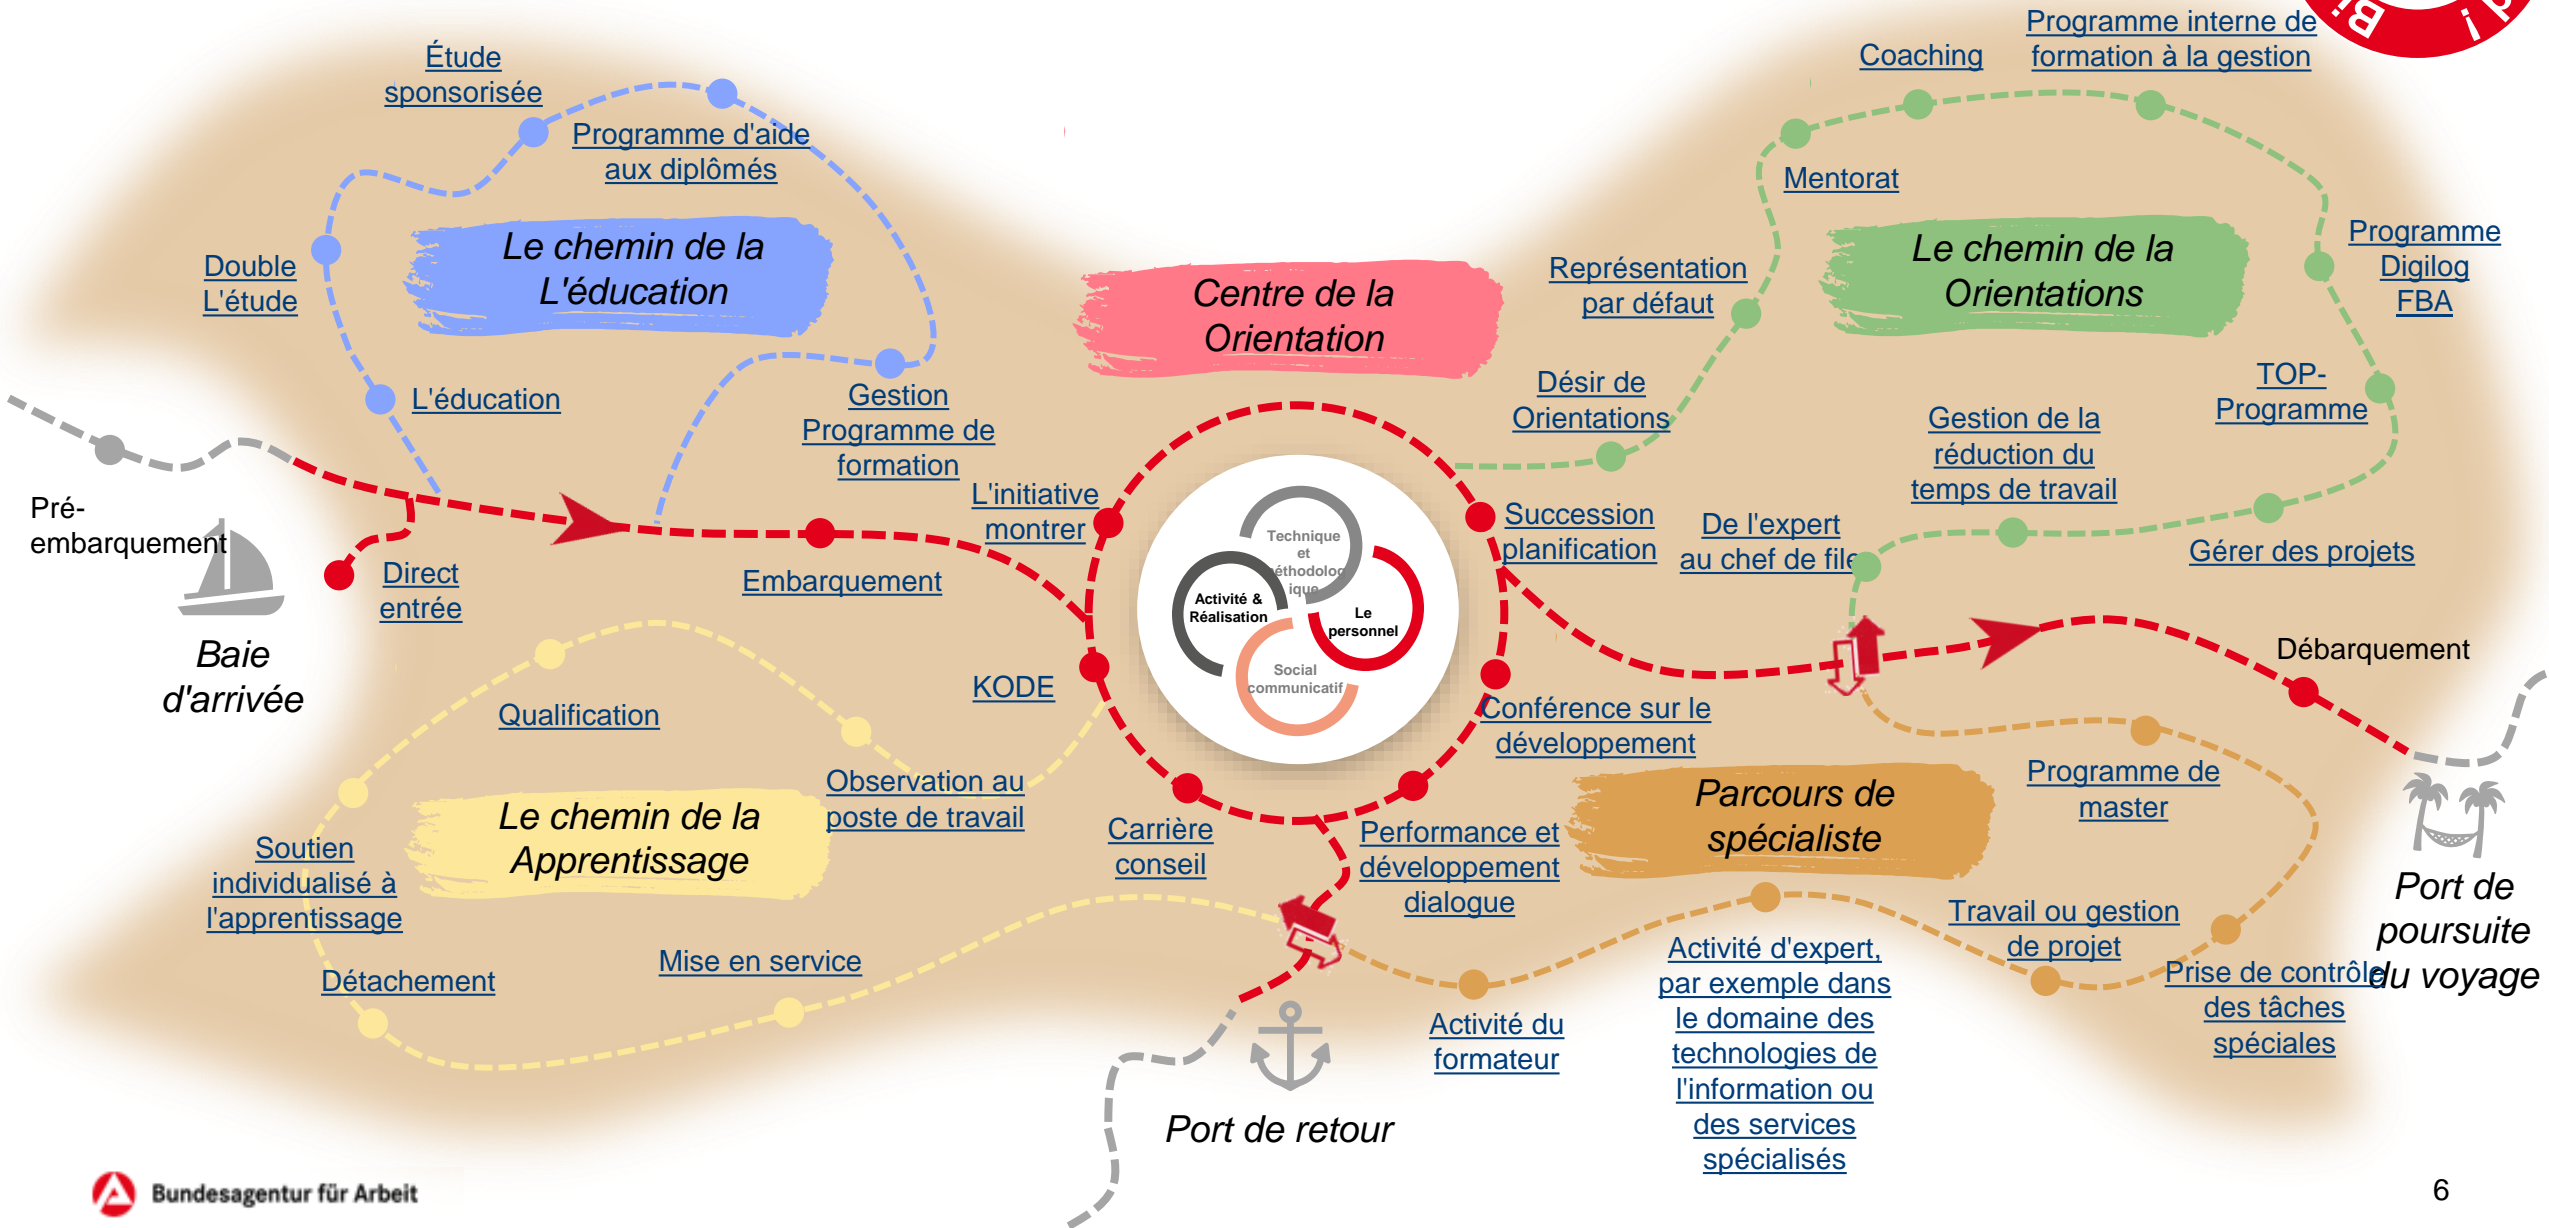 Programme interne de
formation à la gestion
Coaching
Étude
sponsorisée
Programme d'aide
aux diplômés
Mentorat
Le chemin de la
L'éducation
Double
L'étude
L'éducation
Gestion
Programme de
formation
Centre de la
Orientation
Représentation
par défaut
Désir de
Orientations
Le chemin de la
Orientations
Programme
Digilog
FBA
TOP-
Programme
Gestion de la
réduction du
temps de travail
Gérer des projets
De l'expert
au chef de file
Succession
planification
L'initiative
montrer
Pré-
embarquement
Direct
entrée
Embarquement
Baie
d'arrivée
Technique
et
éthodolog
ique
Activité &
Réalisation
Le
personnel
Social
communicatif
KODE
Conférence sur le
développement
Débarquement
Qualification
Observation au
poste de travail
Le chemin de la
Apprentissage
Soutien
individualisé à
l'apprentissage
Détachement
Mise en service
Carrière
conseil
Performance et
développement
dialogue
Parcours de
spécialiste
Programme de
master
Travail ou gestion
de projet
Prise de contrôle
des tâches
spéciales
Port de
poursuite
du voyage
Activité du
formateur
Activité d'expert,
par exemple dans
le domaine des
technologies de
l'information ou
des services
spécialisés
Port de retour
Bundesagentur für Arbeit
6